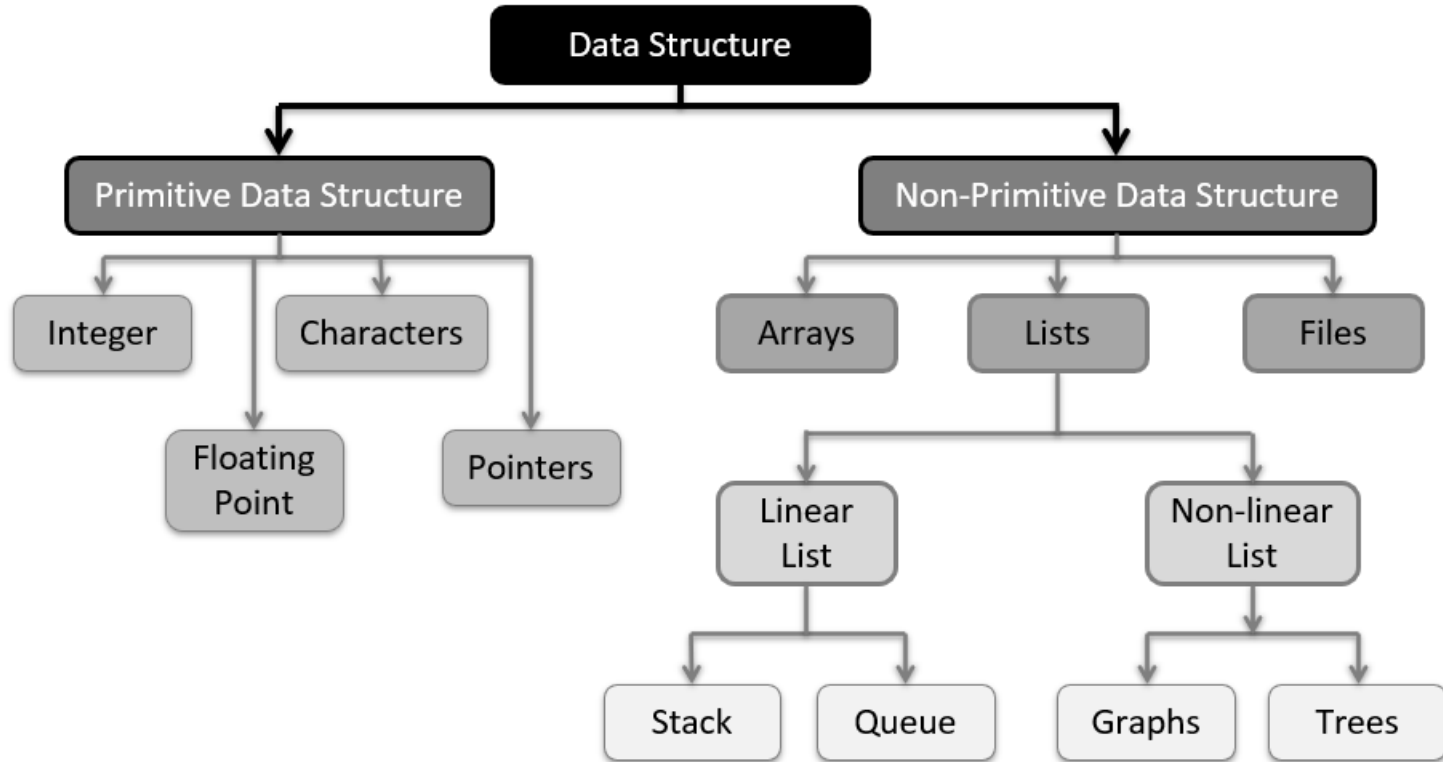 Data Structure
Primitive Data Structure
Non-Primitive Data Structure
Integer
Characters
Arrays
Lists
Files
Floating
Point
Pointers
Linear
List
Non-linear
List
Stack
Queue
Graphs
Trees